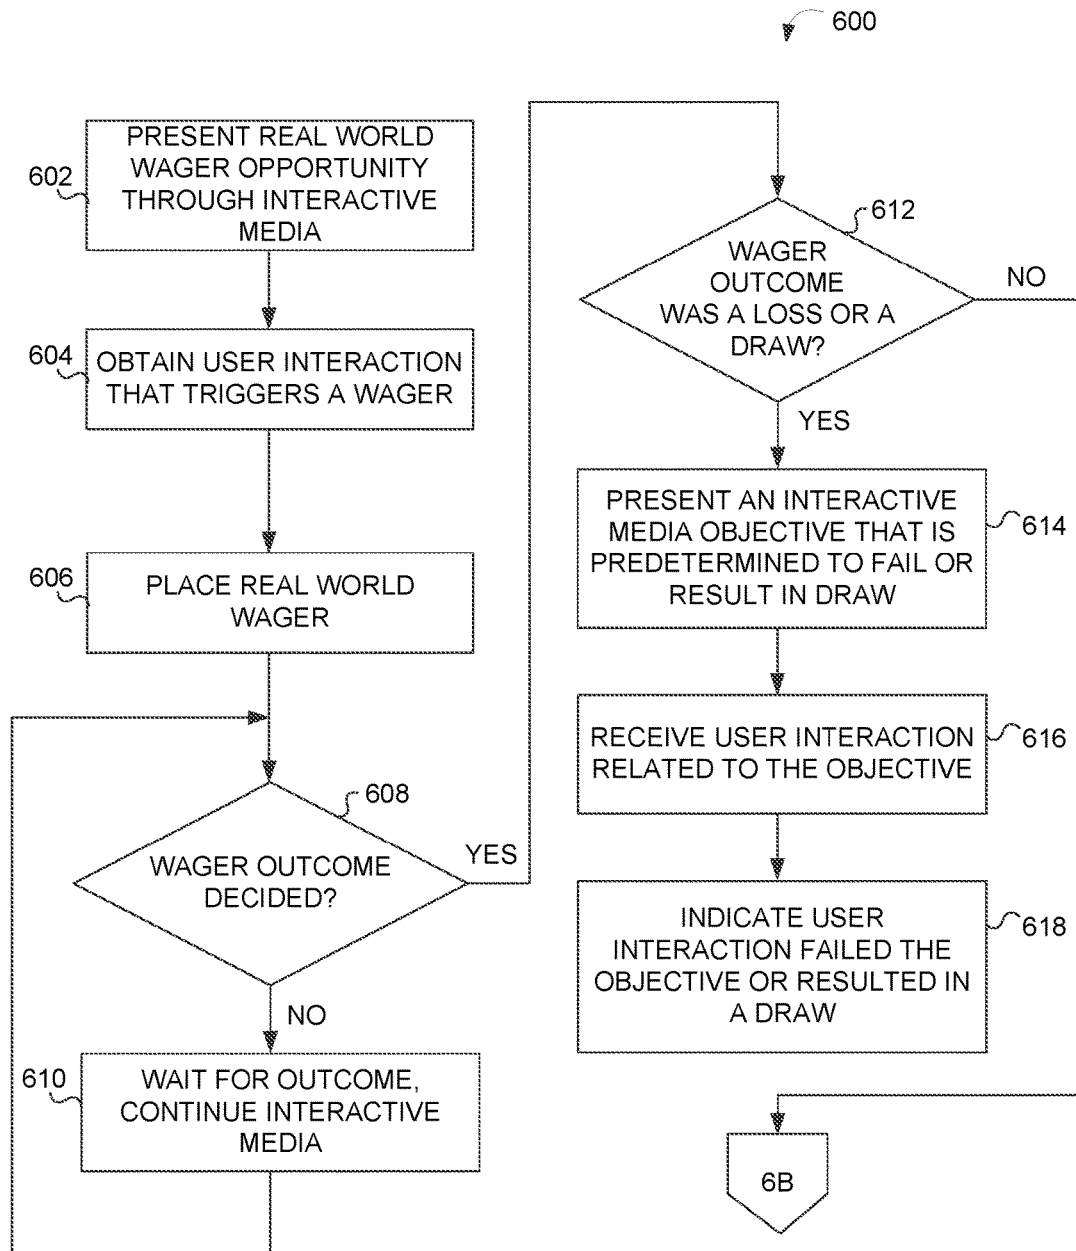 600
602
PRESENT REAL WORLD
WAGER OPPORTUNITY
THROUGH INTERACTIVE
MEDIA
604
OBTAIN USER INTERACTION
THAT TRIGGERS A WAGER
606
PLACE REAL WORLD
WAGER
608
WAGER OUTCOME
DECIDED?
YES
NO
610
WAIT FOR OUTCOME,
CONTINUE INTERACTIVE
MEDIA
612
WAGER
OUTCOME
WAS A LOSS OR A
DRAW?
NO
YES
PRESENT AN INTERACTIVE
MEDIA OBJECTIVE THAT IS
PREDETERMINED TO FAIL OR
RESULT IN DRAW
614
RECEIVE USER INTERACTION
RELATED TO THE OBJECTIVE
616
INDICATE USER
INTERACTION FAILED THE
OBJECTIVE OR RESULTED IN
A DRAW
618
6B